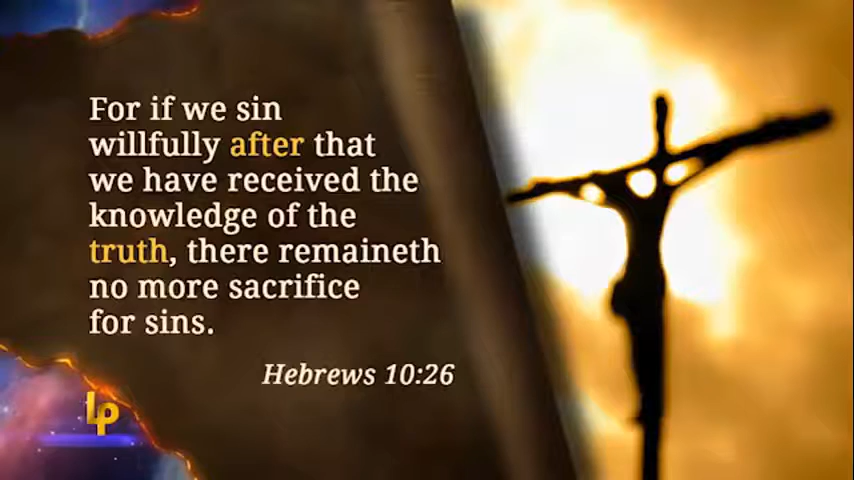 For if we sin
willfully after that
we have received the
knowledge of the
truth, there remaineth
no more sacrifice
for sins.
Hebrews 10:26
LP